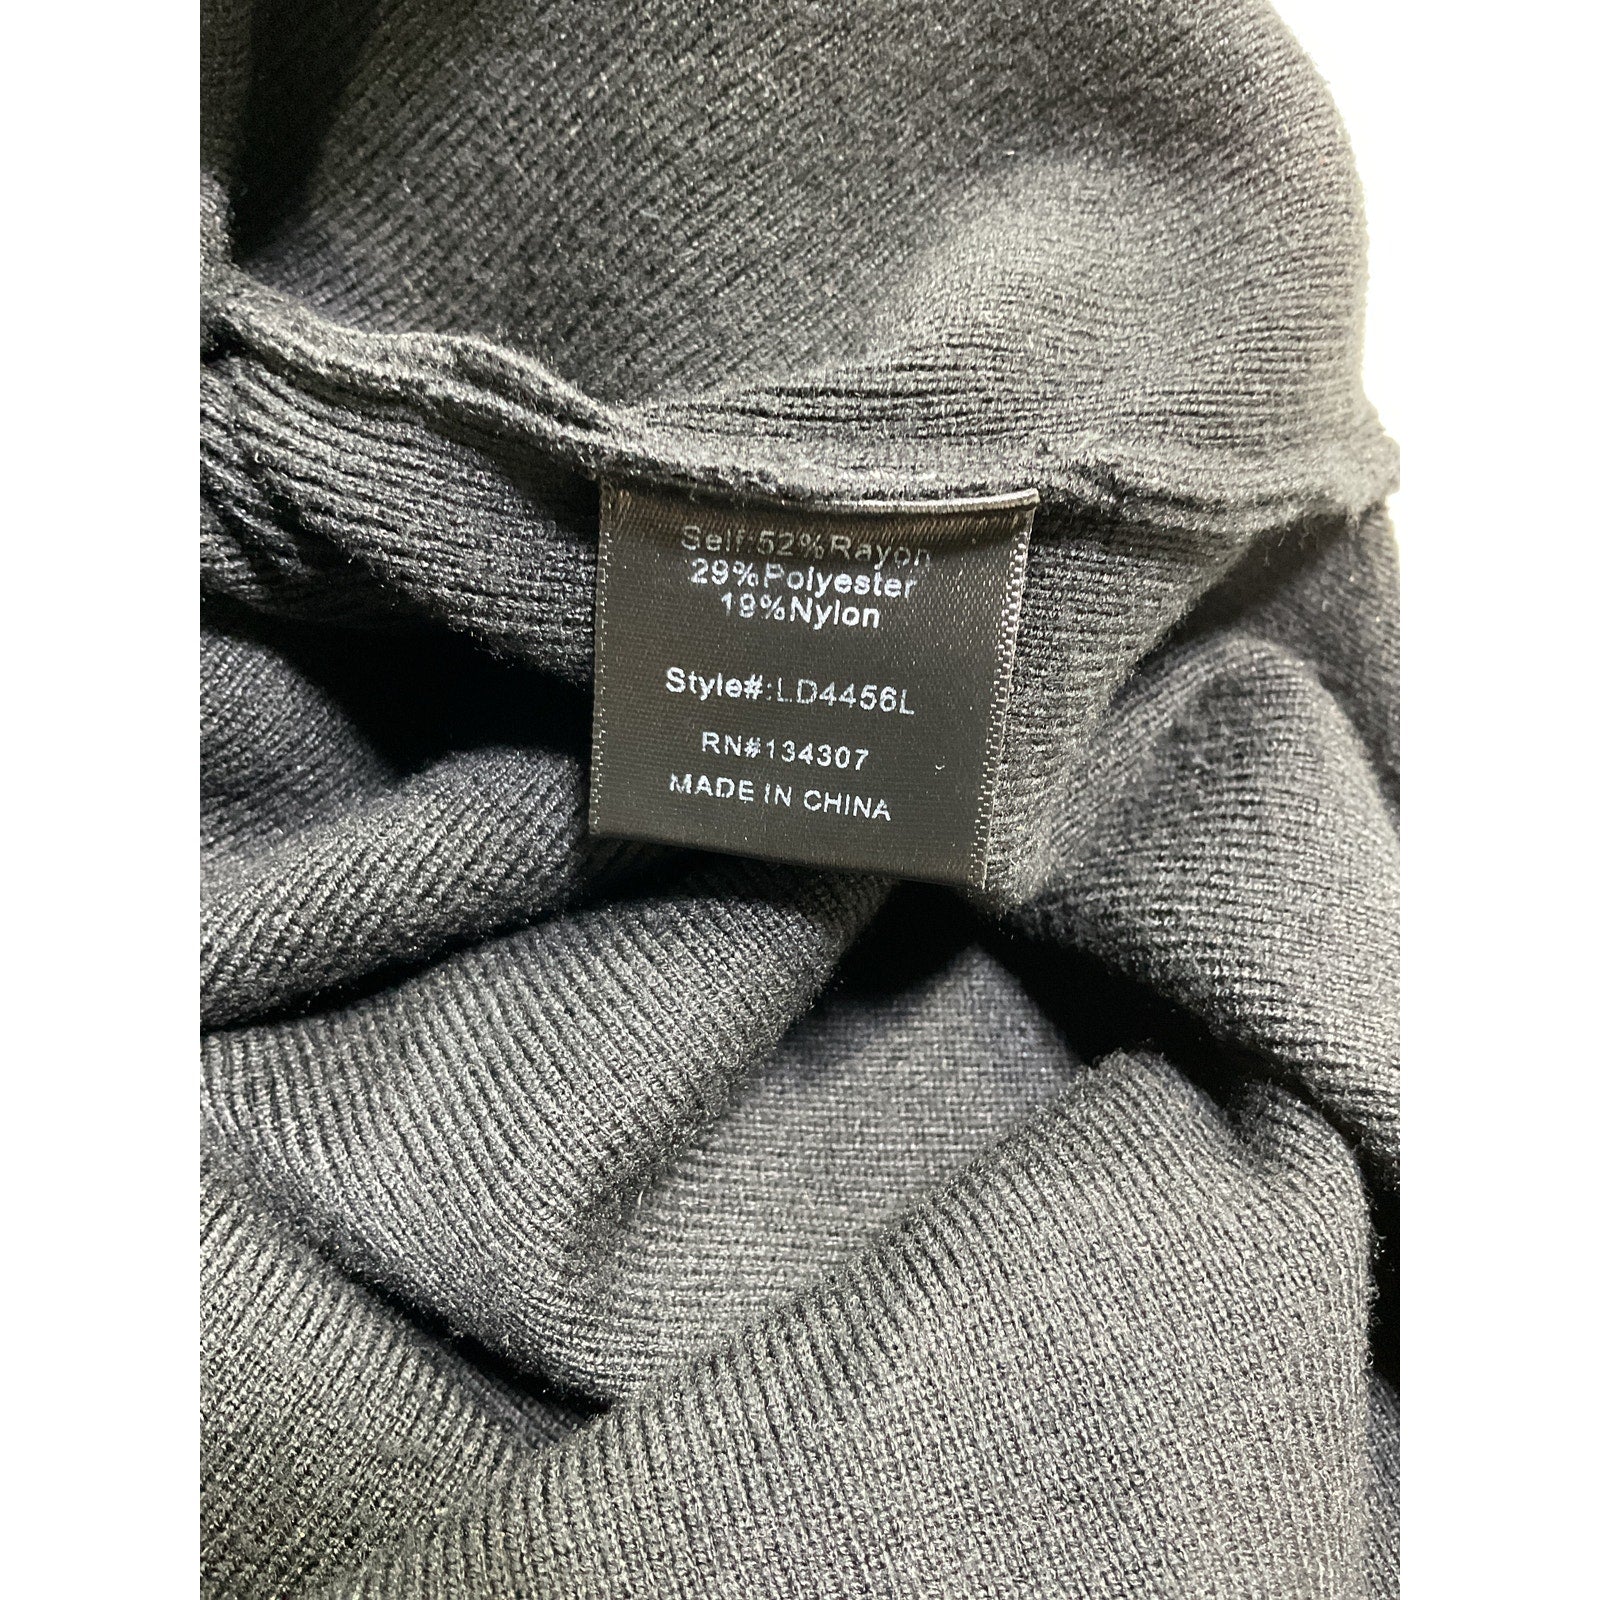 Self:52%Rayon
29%Polyester
19%Nylon
Style#:LD4456L
RN#134307
MADE IN CHINA